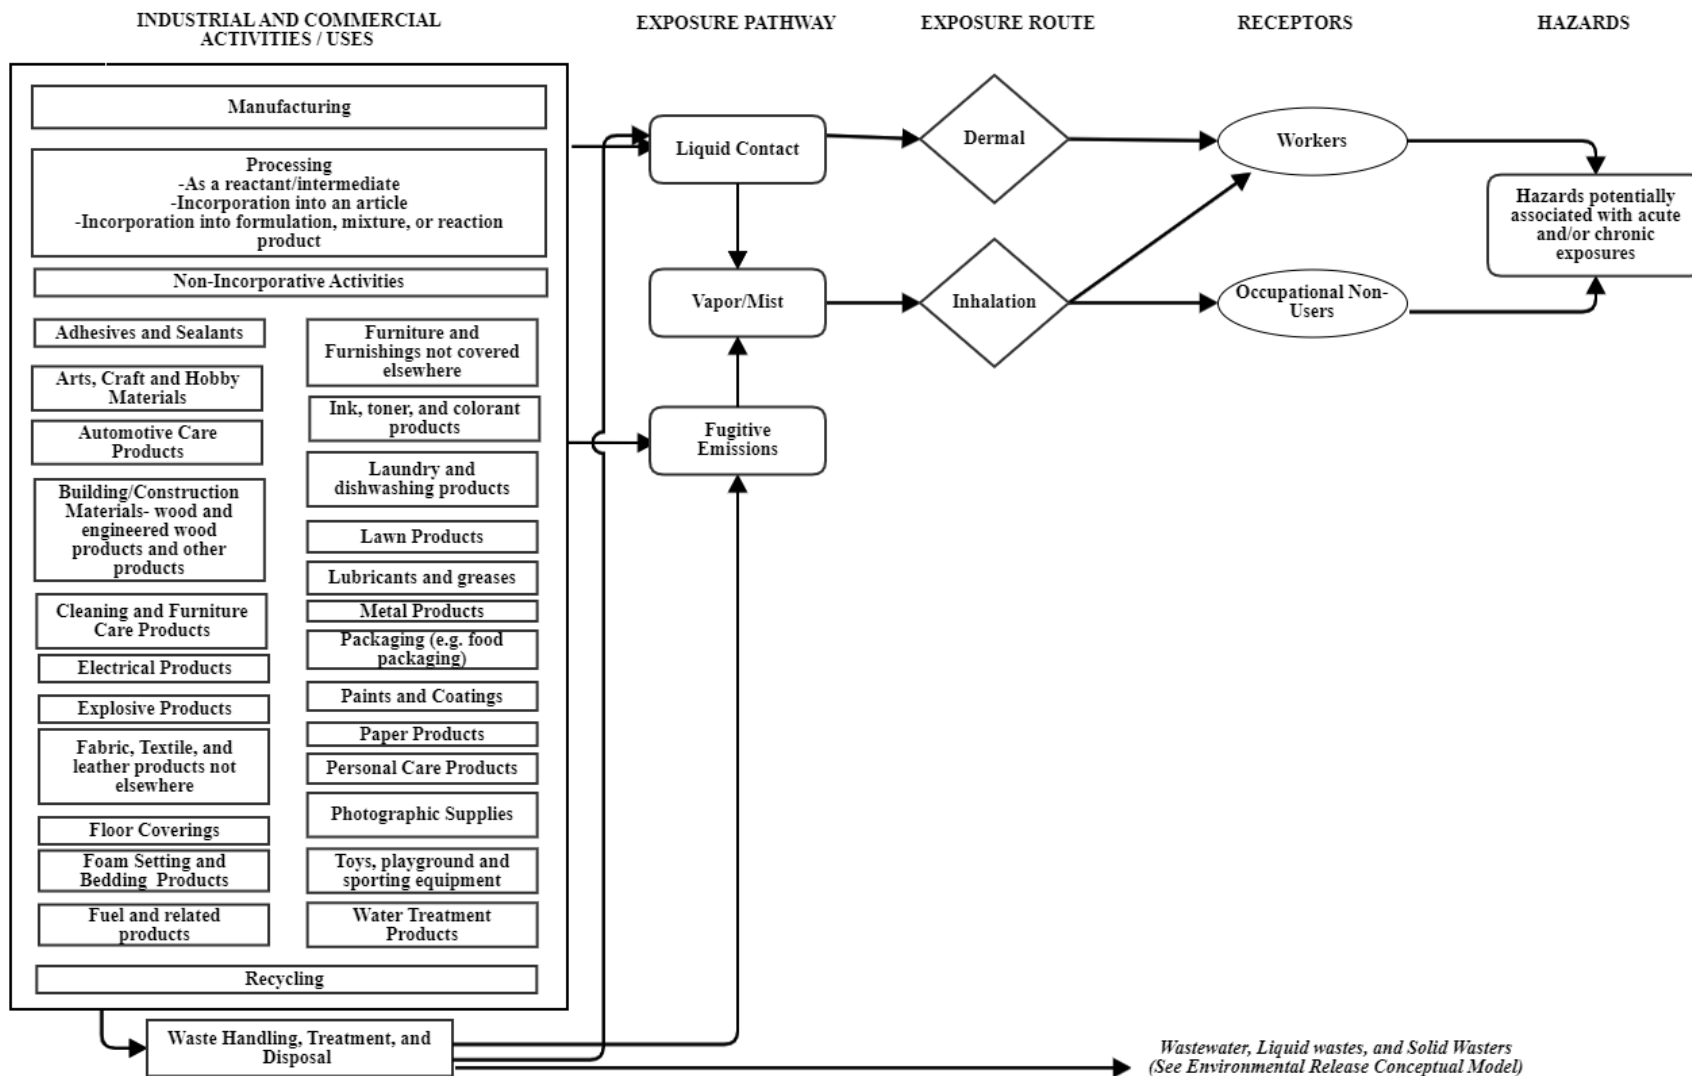 INDUSTRIAL AND COMMERCIAL
ACTIVITIES / USES
EXPOSURE PATHWAY
EXPOSURE ROUTE
RECEPTORS
HAZARDS
Manufacturing
Processing
-As a reactant/intermediate
-Incorporation into an article
-Incorporation into formulation, mixture, or reaction
product
Non-Incorporative Activities
Adhesives and Sealants
Arts, Craft and Hobby
Materials
Automotive Care
Products
Building/Construction
Materials- wood and
engineered wood
products and other
products
Cleaning and Furniture
Care Products
Electrical Products
Explosive Products
Fabric, Textile, and
leather products not
elsewhere
Floor Coverings
Foam Setting and
Bedding Products
Fuel and related
products
Furniture and
Furnishings not covered
elsewhere
Ink, toner, and colorant
products
Laundry and
dishwashing products
Lawn Products
Lubricants and greases
Metal Products
Packaging (e.g. food
packaging)
Paints and Coatings
Paper Products
Personal Care Products
Photographic Supplies
Toys, playground and
sporting equipment
Water Treatment
Products
Recycling
Waste Handling, Treatment, and
Disposal
Liquid Contact
Vapor/Mist
Fugitive
Emissions
Dermal
Inhalation
Workers
Occupational Non-
Users
Hazards potentially
associated with acute
and/or chronic
exposures
Wastewater, Liquid wastes, and Solid Wasters
(See Environmental Release Conceptual Model)